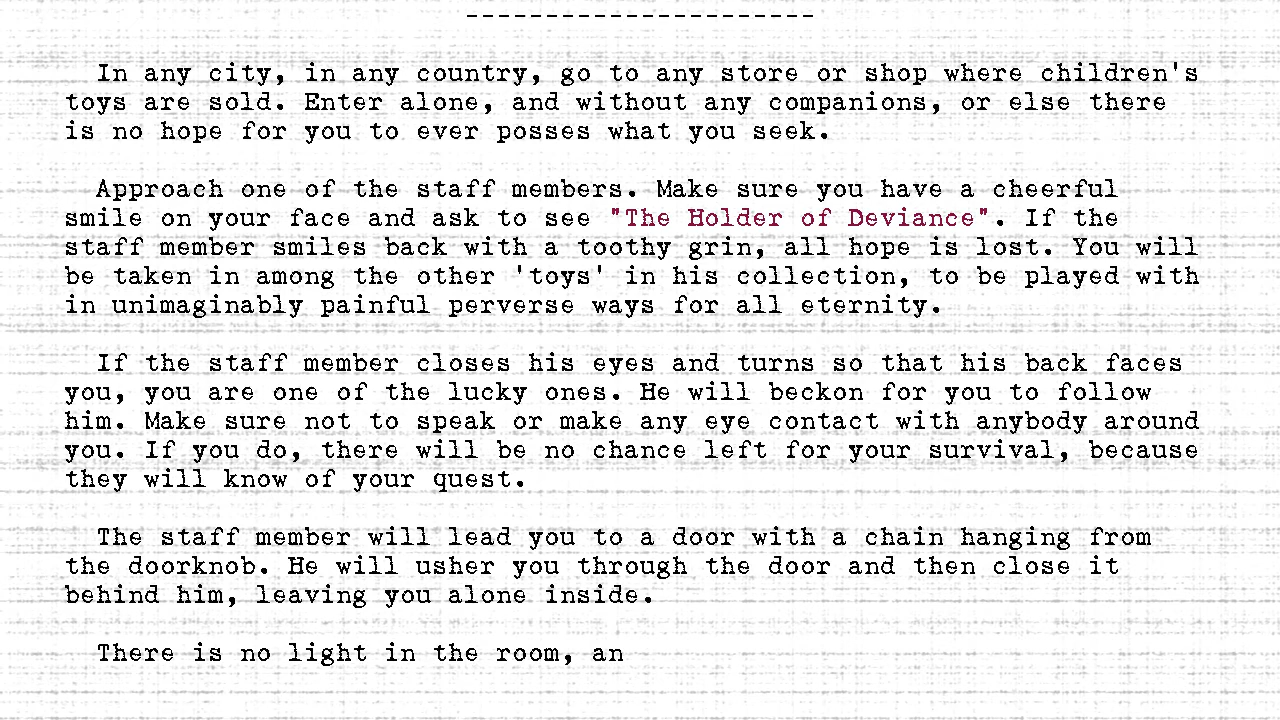 ----------------------
In any city, in any country, go to any store or shop where children's
toys are sold. Enter alone, and without any companions, or else there
is no hope for you to ever posses what you seek.
Approach one of the staff members. Make sure you have a cheerful
smile on your face and ask to see "The Holder of Deviance". If the
staff member smiles back with a toothy grin, all hope is lost. You will
be taken in among the other 'toys' in his collection, to be played with
in unimaginably painful perverse ways for all eternity.
If the staff member closes his eyes and turns so that his back faces
you, you are one of the lucky ones. He will beckon for you to follow
him. Make sure not to speak or make any eye contact with anybody around
you. If you do, there will be no chance left for your survival, because
they will know of your quest.
The staff member will lead you to a door with a chain hanging from
the doorknob. He will usher you through the door and then close it
behind him, leaving you alone inside.
There is no light in the room, an